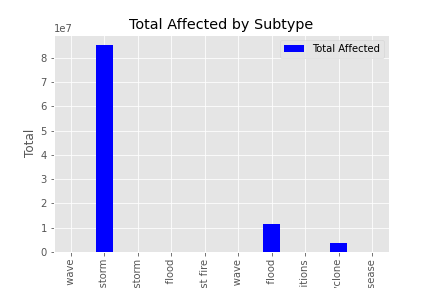 Total Affected by Subtype
1e7
Total Affected
Total
8
7
6
5
4
3
2
1
0
wave
storm
storm
flood
st fire
wave
flood
itions
clone
sease